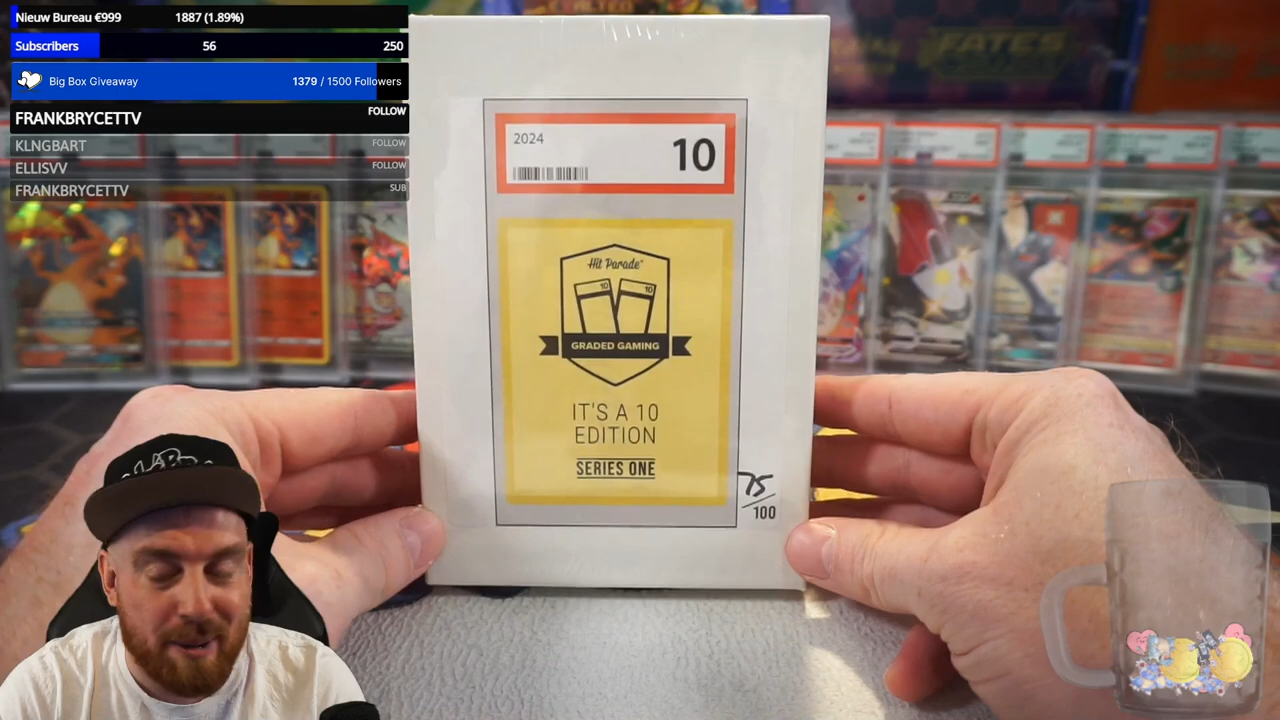 Nieuw Bureau €999 1887 (1.89%)
Subscribers 56 250
Big Box Giveaway 1379 / 1500 Followers
FRANKBRYCETTV FOLLOW
KLNGBART FOLLOW
ELLISVV FOLLOW
FRANKBRYCETTV SUB
FATES
2024
10
Hit Parade
10 10
GRADED GAMING
IT'S A 10
EDITION
SERIES ONE
75
100